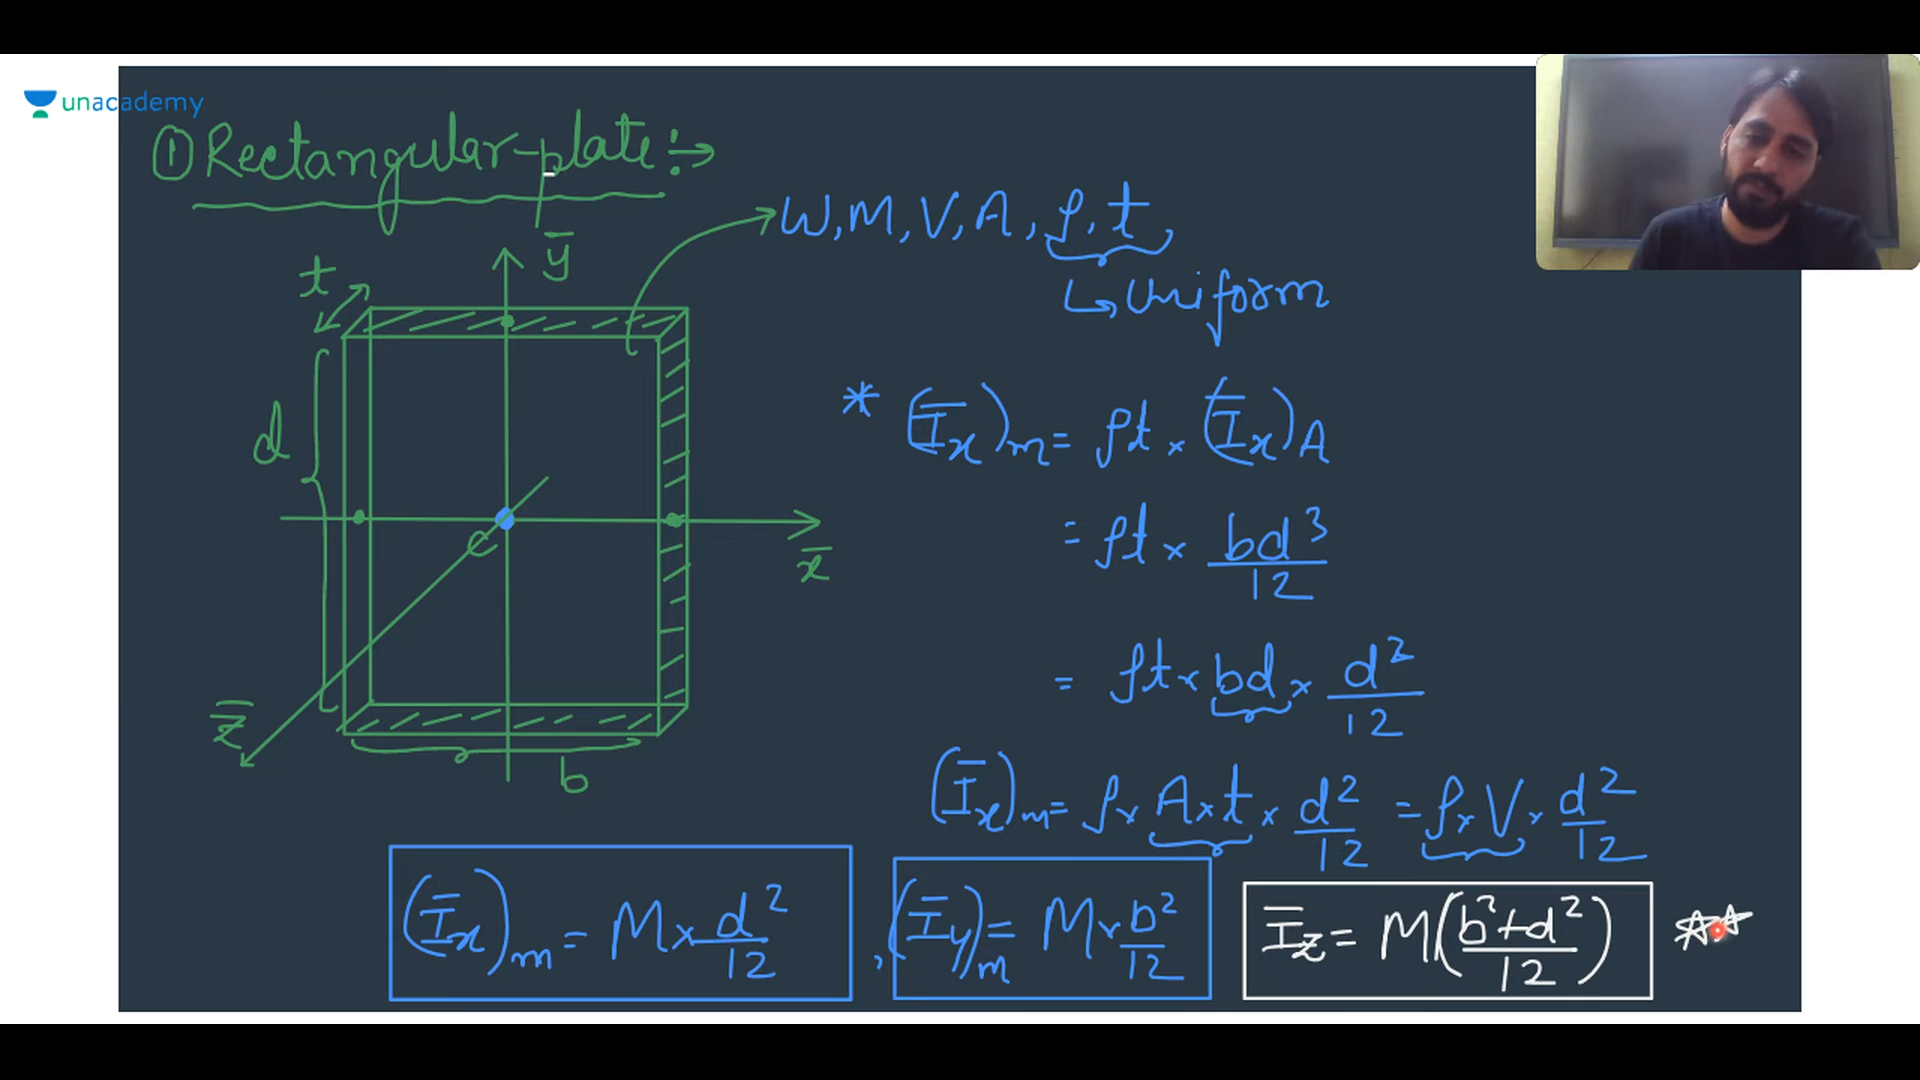 unacademy
① Rectangular-plate :→
W, M, V, A, ρ, t,
↳ Uniform
t
ȳ
d
c
x̄
z̄
b
* (Īx)m = ρt × (Īx)A
= ρt × bd³/12
= ρt × bd × d²/12
(Īx)m = ρ × A × t × d²/12 = ρ × V × d²/12
(Īx)m = M × d²/12 , (Īy)m = M × b²/12
Īz = M(b²+d²/12) ☆☆